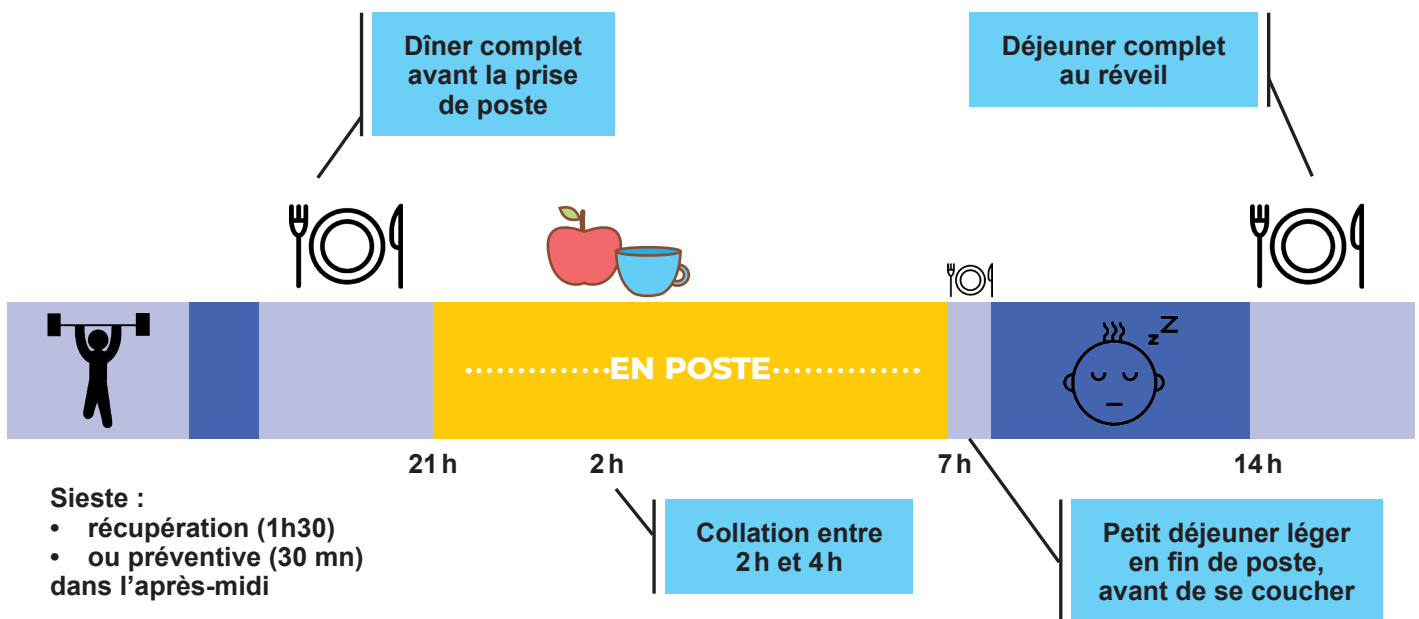 Dîner complet
avant la prise
de poste
Déjeuner complet
au réveil
z Z
EN POSTE
21 h
2 h
7 h
14 h
Sieste :
• récupération (1h30)
• ou préventive (30 mn)
dans l’après-midi
Collation entre
2 h et 4 h
Petit déjeuner léger
en fin de poste,
avant de se coucher